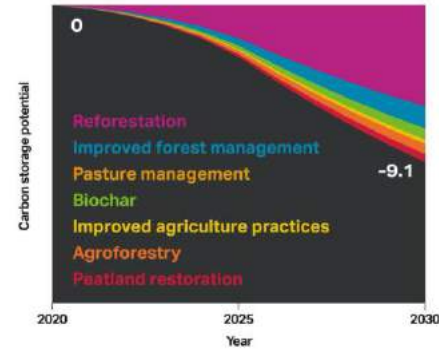 0
Reforestation
Improved forest management
Pasture management
Biochar
Improved agriculture practices
Agroforestry
Peatland restoration
-9.1
Carbon storage potential
2020
2025
2030
Year